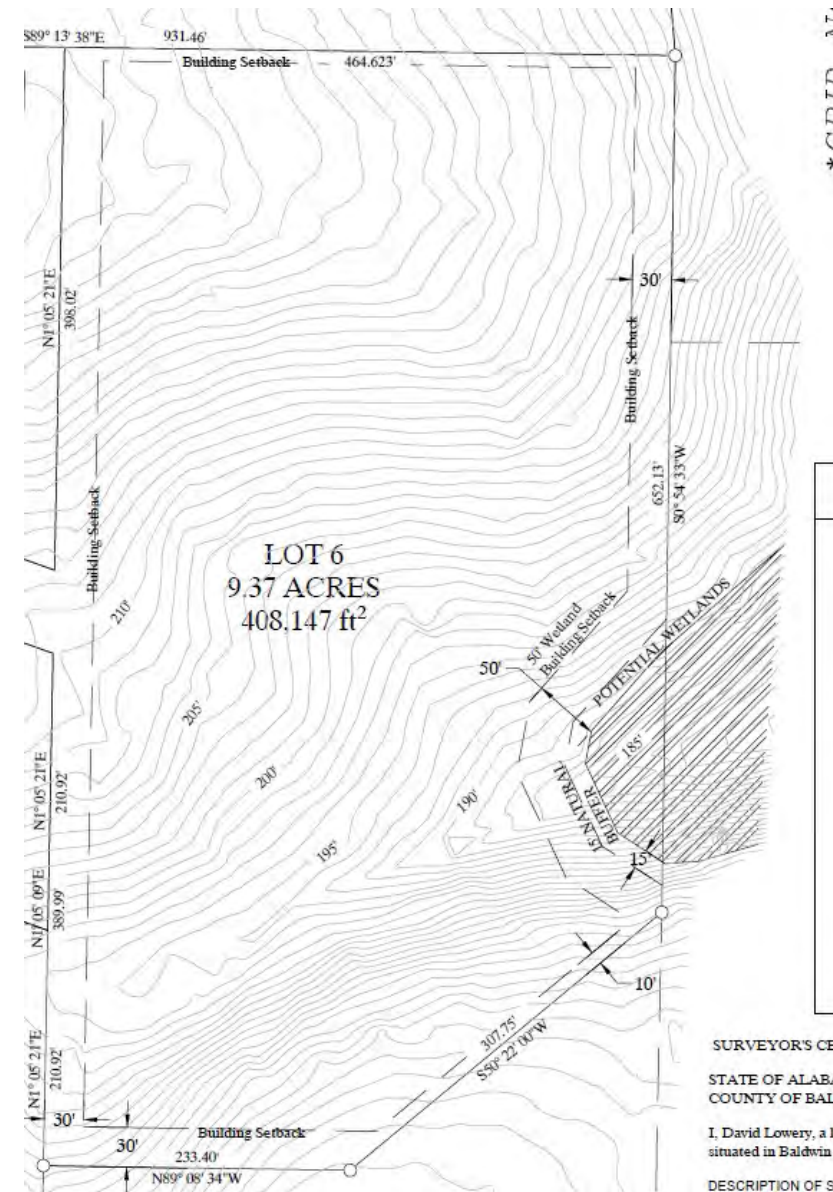 S89° 13' 38"E
931.46'
Building Setback
464.623'
30'
N1° 05' 21"E
398.02'
Building Setback
Building Setback
652.13'
S0° 54' 33"W
LOT 6
9.37 ACRES
408,147 ft²
50' Wetland
Building Setback
POTENTIAL WETLANDS
50'
210'
205'
200'
195'
190'
185'
15' NATURAL
BUFFER
15'
N1° 05' 21"E
210.92'
N1° 05' 09"E
389.99'
10'
307.75'
S50° 22' 00"W
N1° 05' 21"E
210.92'
30'
30'
Building Setback
233.40'
N89° 08' 34"W
SURVEYOR'S CE
STATE OF ALABA
COUNTY OF BAL
I, David Lowery, a
situated in Baldwin
DESCRIPTION OF S